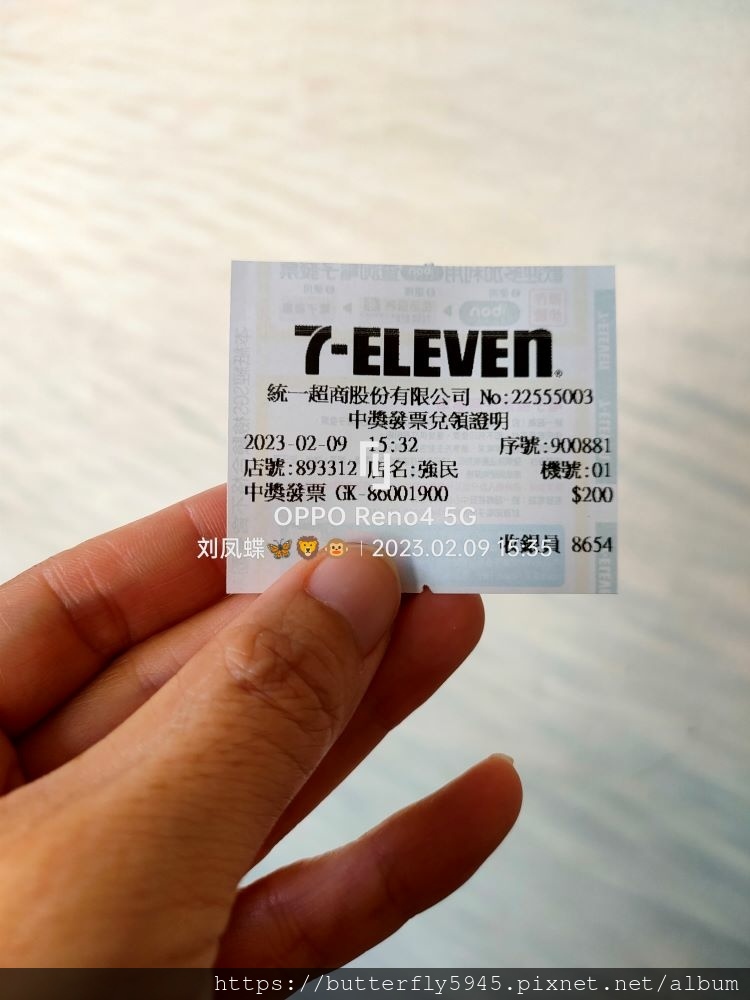 7-ELEVEN®
統一超商股份有限公司 No:22555003
中獎發票兌領證明
2023-02-09 15:32 序號:900881
店號:893312 店名:強民 機號:01
中獎發票 GK-86001900 $200
OPPO Reno4 5G
收銀員 8654
刘凤蝶🦋🦁🐵 | 2023.02.09 15:35
https://butterfly5945.pixnet.net/album